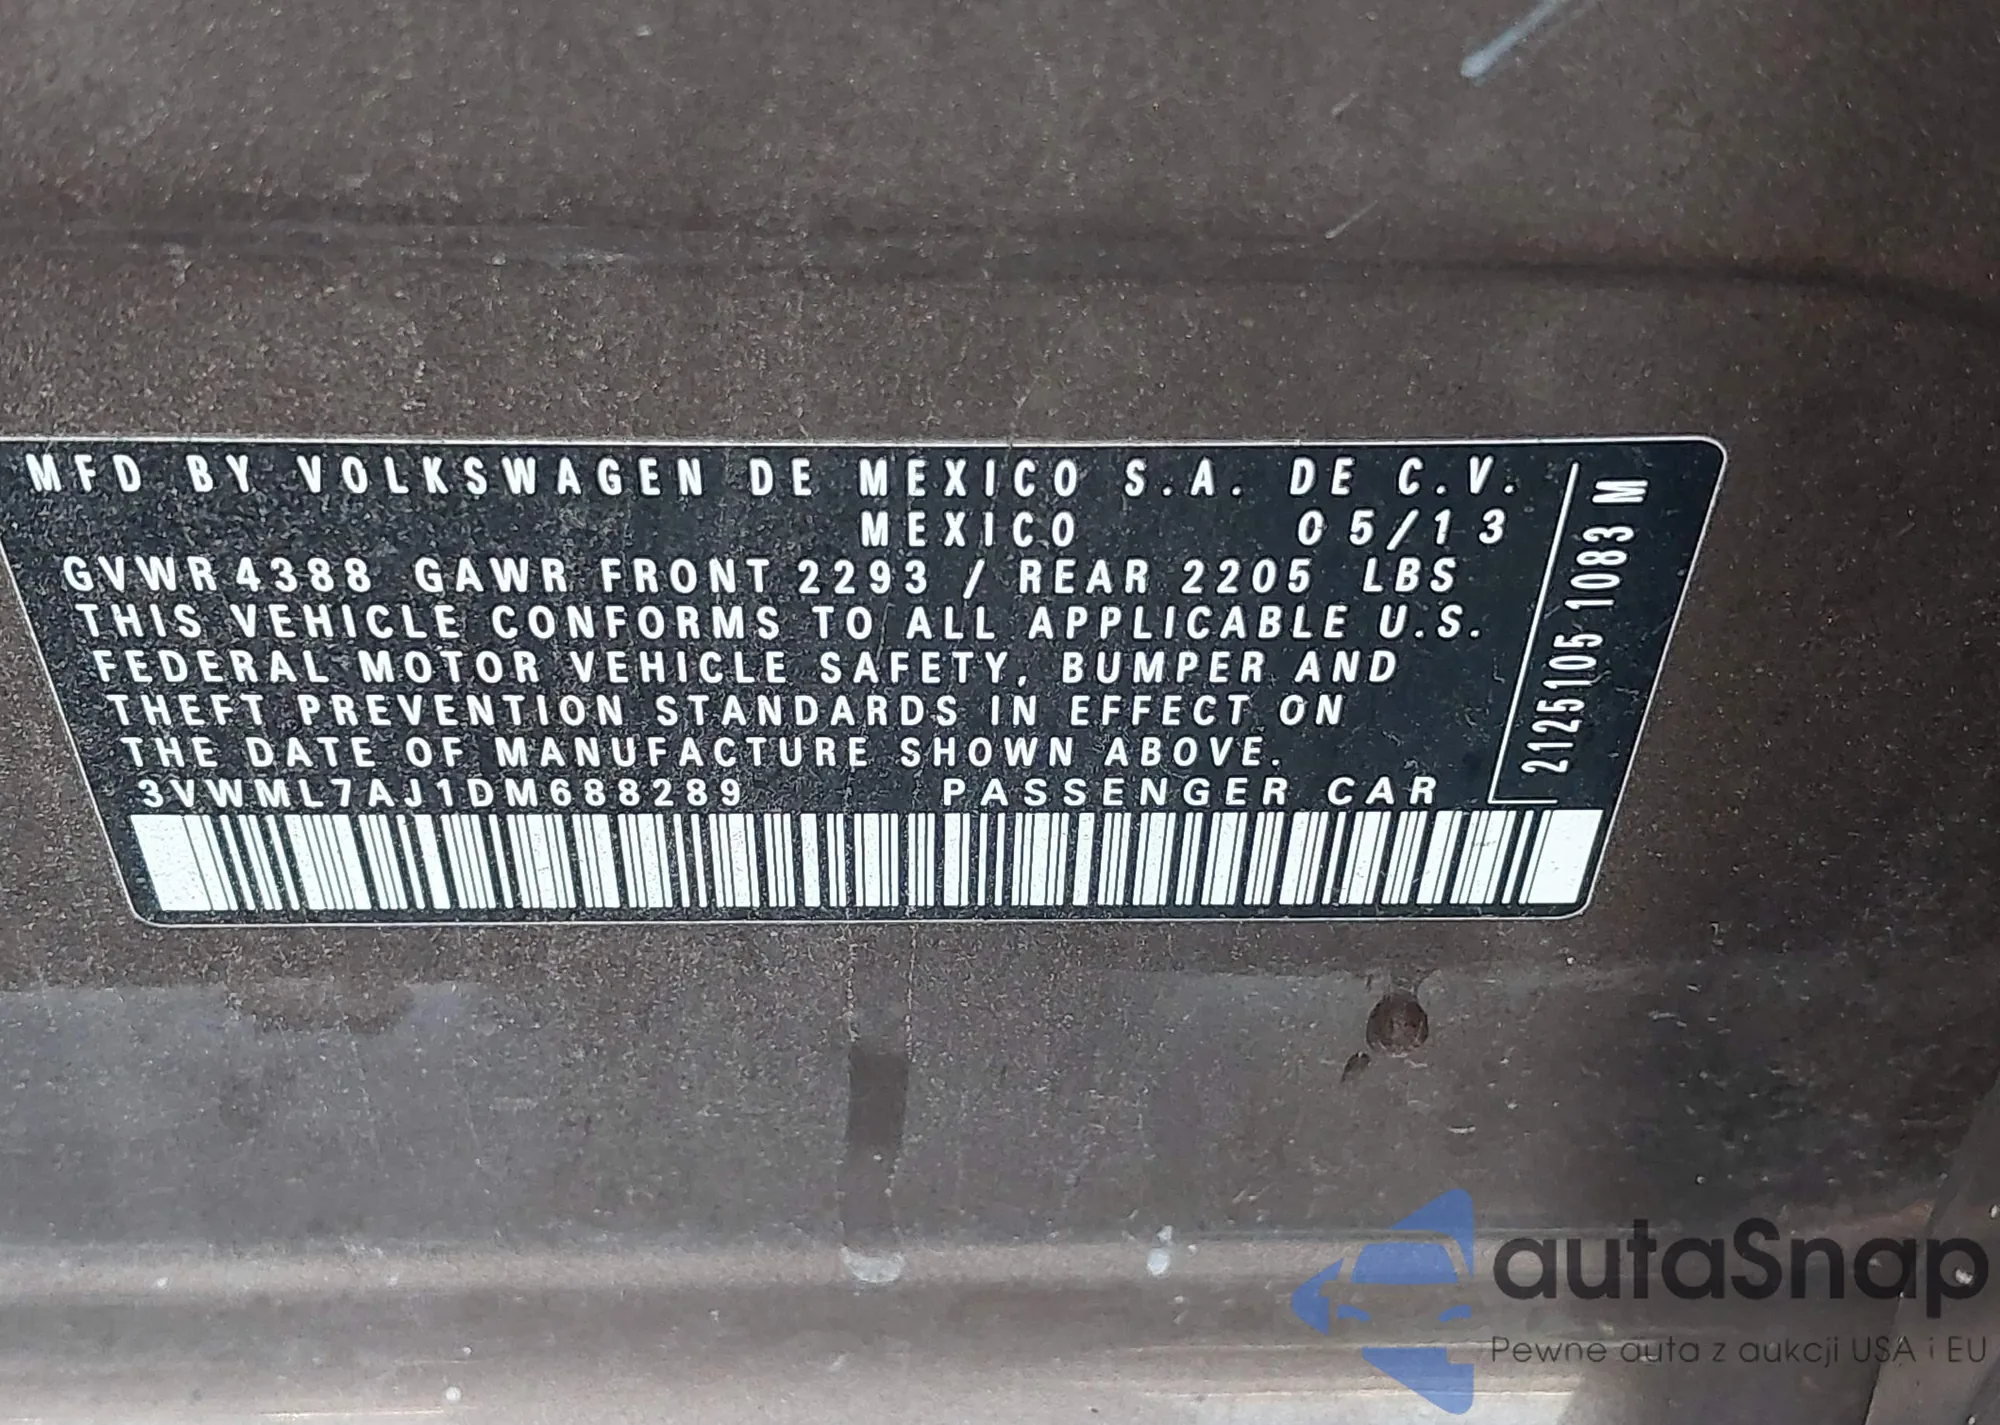 MFD BY VOLKSWAGEN DE MEXICO S.A. DE C.V.
MEXICO 05/13
GVWR 4388 GAWR FRONT 2293 / REAR 2205 LBS
THIS VEHICLE CONFORMS TO ALL APPLICABLE U.S.
FEDERAL MOTOR VEHICLE SAFETY, BUMPER AND
THEFT PREVENTION STANDARDS IN EFFECT ON
THE DATE OF MANUFACTURE SHOWN ABOVE.
3VWML7AJ1DM688289 PASSENGER CAR
2125105 1083 M
autaSnap
Pewne auta z aukcji USA i EU